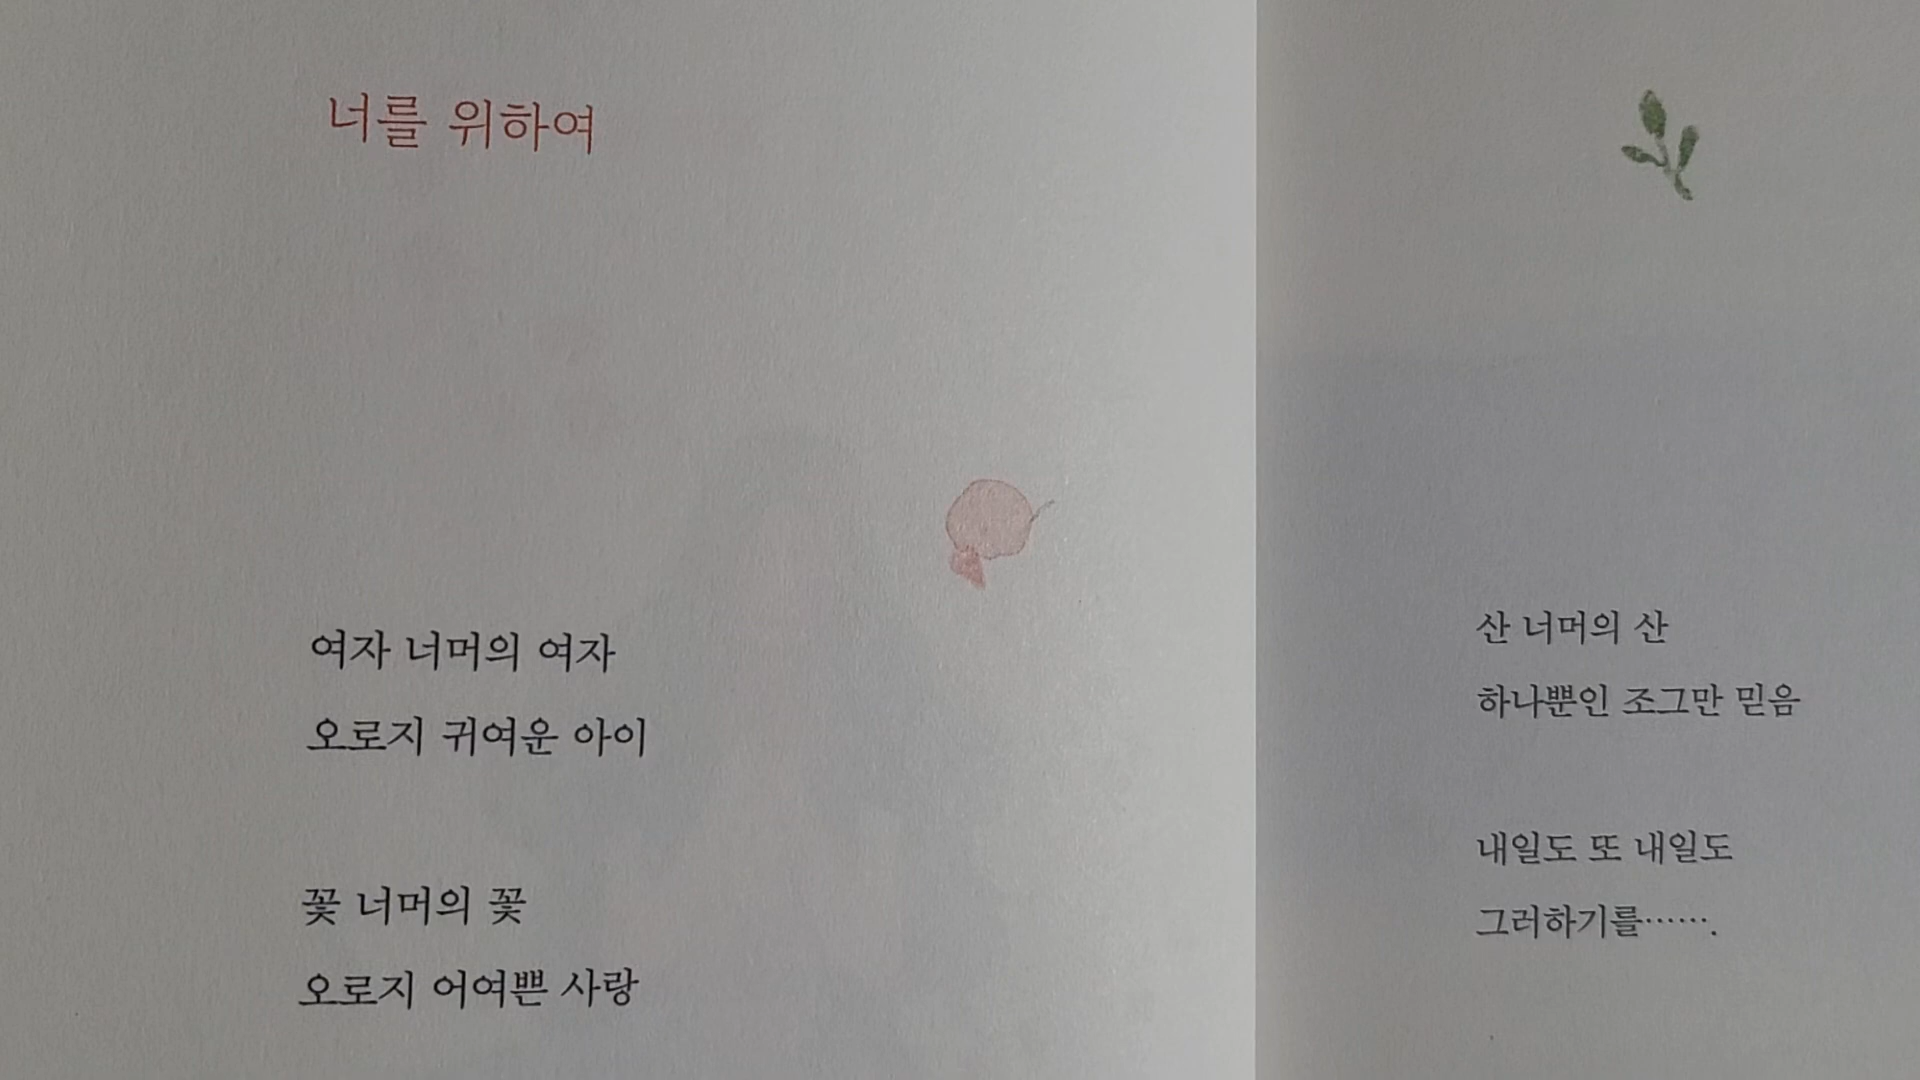 너를 위하여
여자 너머의 여자
오로지 귀여운 아이
꽃 너머의 꽃
오로지 어여쁜 사랑
산 너머의 산
하나뿐인 조그만 믿음
내일도 또 내일도
그러하기를…….